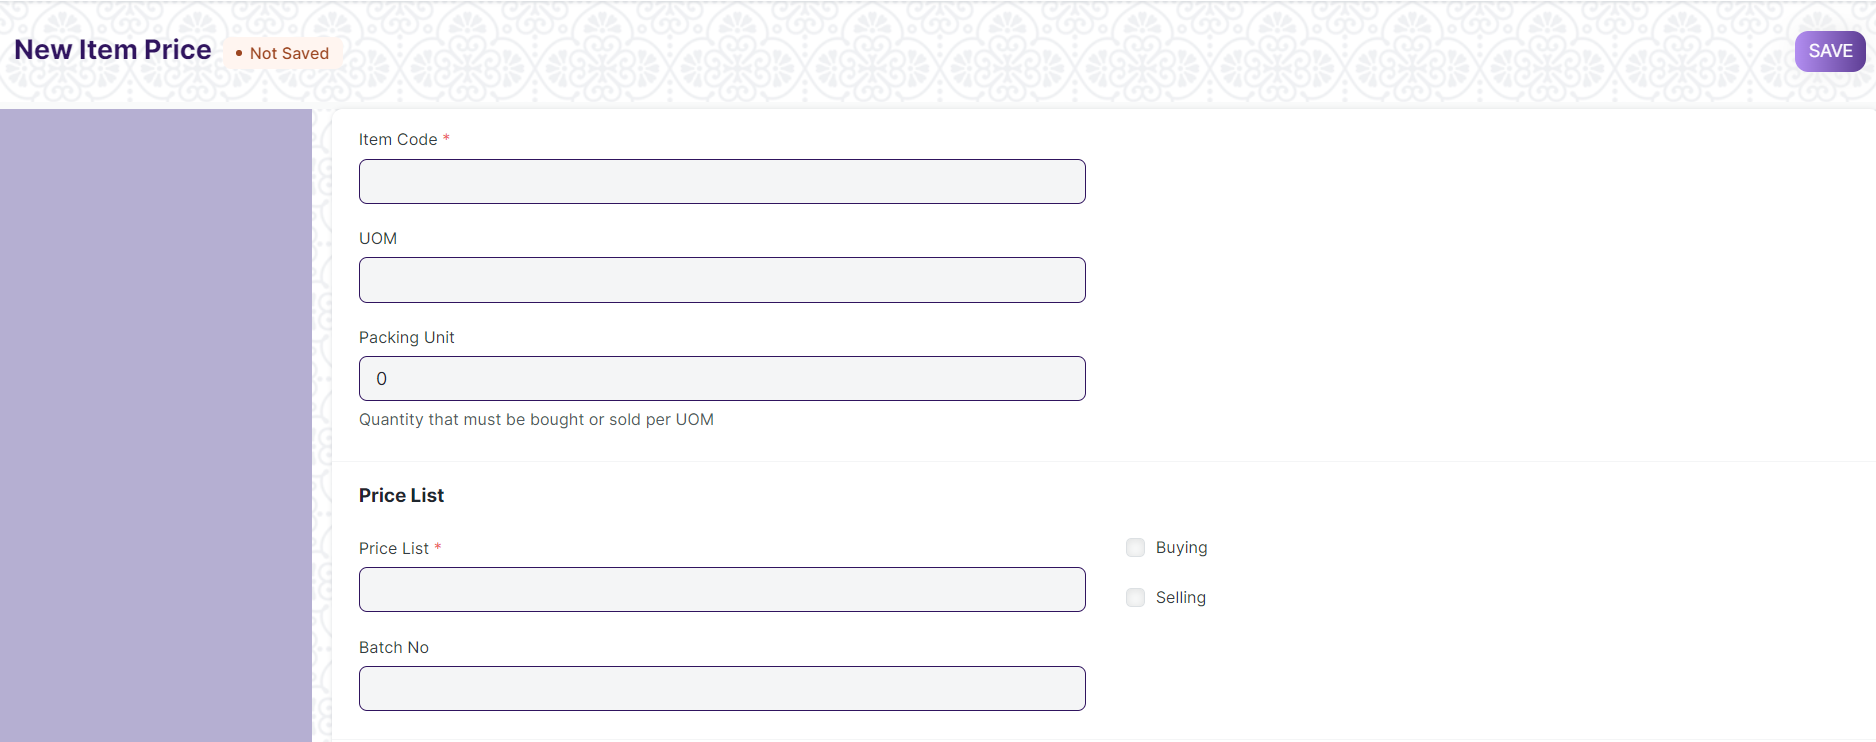 New Item Price
• Not Saved
SAVE
Item Code *
UOM
Packing Unit
0
Quantity that must be bought or sold per UOM
Price List
Price List *
Buying
Selling
Batch No